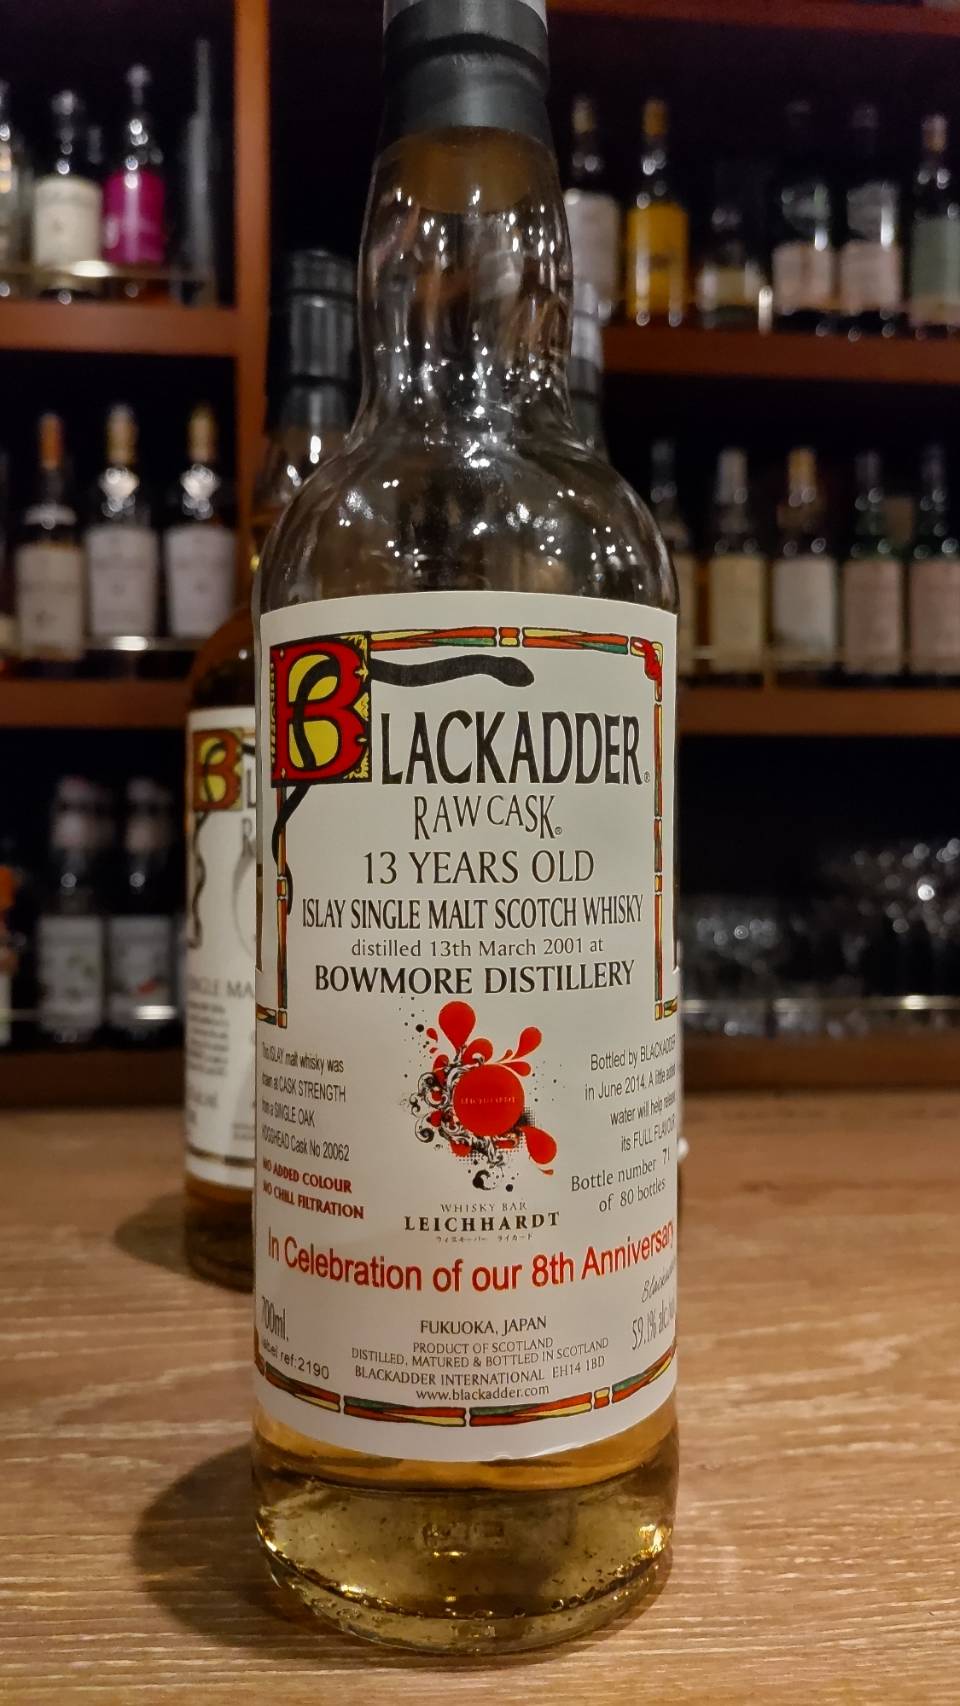 BLACKADDER®
RAW CASK®
13 YEARS OLD
ISLAY SINGLE MALT SCOTCH WHISKY
distilled 13th March 2001 at
BOWMORE DISTILLERY
This ISLAY malt whisky was
drawn at CASK STRENGTH
from a SINGLE OAK
HOGSHEAD Cask No 20062
NO ADDED COLOUR
NO CHILL FILTRATION
Bottled by BLACKADDER
in June 2014. A little added
water will help release
its FULL FLAVOUR
Bottle number 71
of 80 bottles
WHISKY BAR
LEICHHARDT
ウィスキーバー ライカード
In Celebration of our 8th Anniversary
700ml.
label ref:2190
FUKUOKA, JAPAN
PRODUCT OF SCOTLAND
DISTILLED, MATURED & BOTTLED IN SCOTLAND
BLACKADDER INTERNATIONAL EH14 1BD
www.blackadder.com
Blackadder
59.1% alc/vol